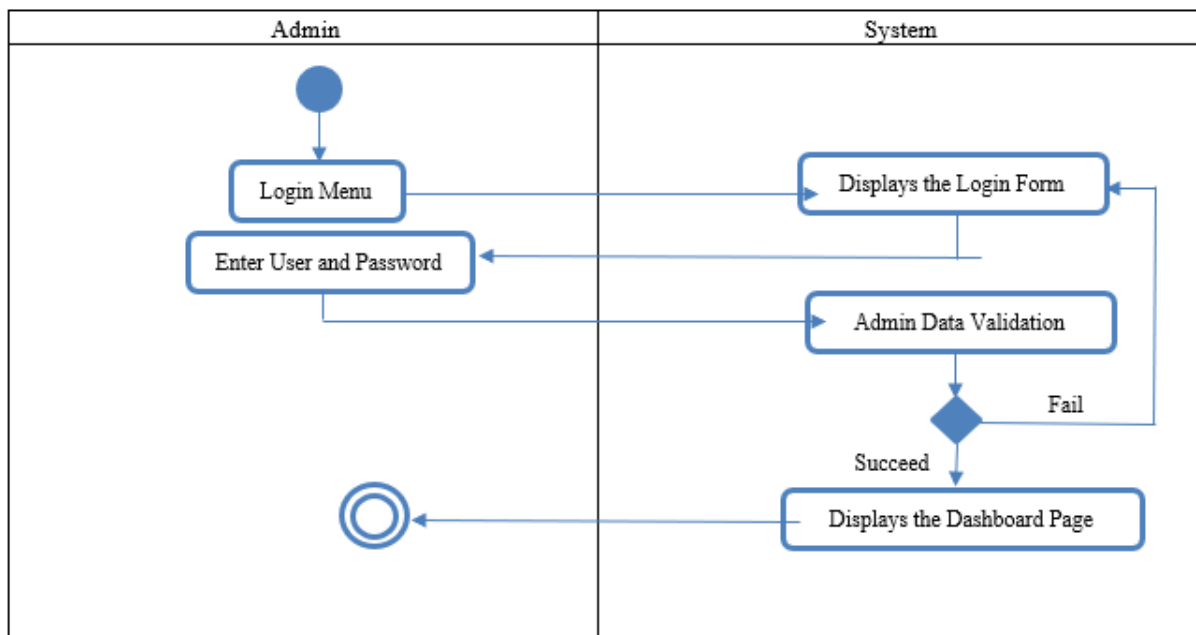 Admin
System
Login Menu
Displays the Login Form
Enter User and Password
Admin Data Validation
Fail
Succeed
Displays the Dashboard Page